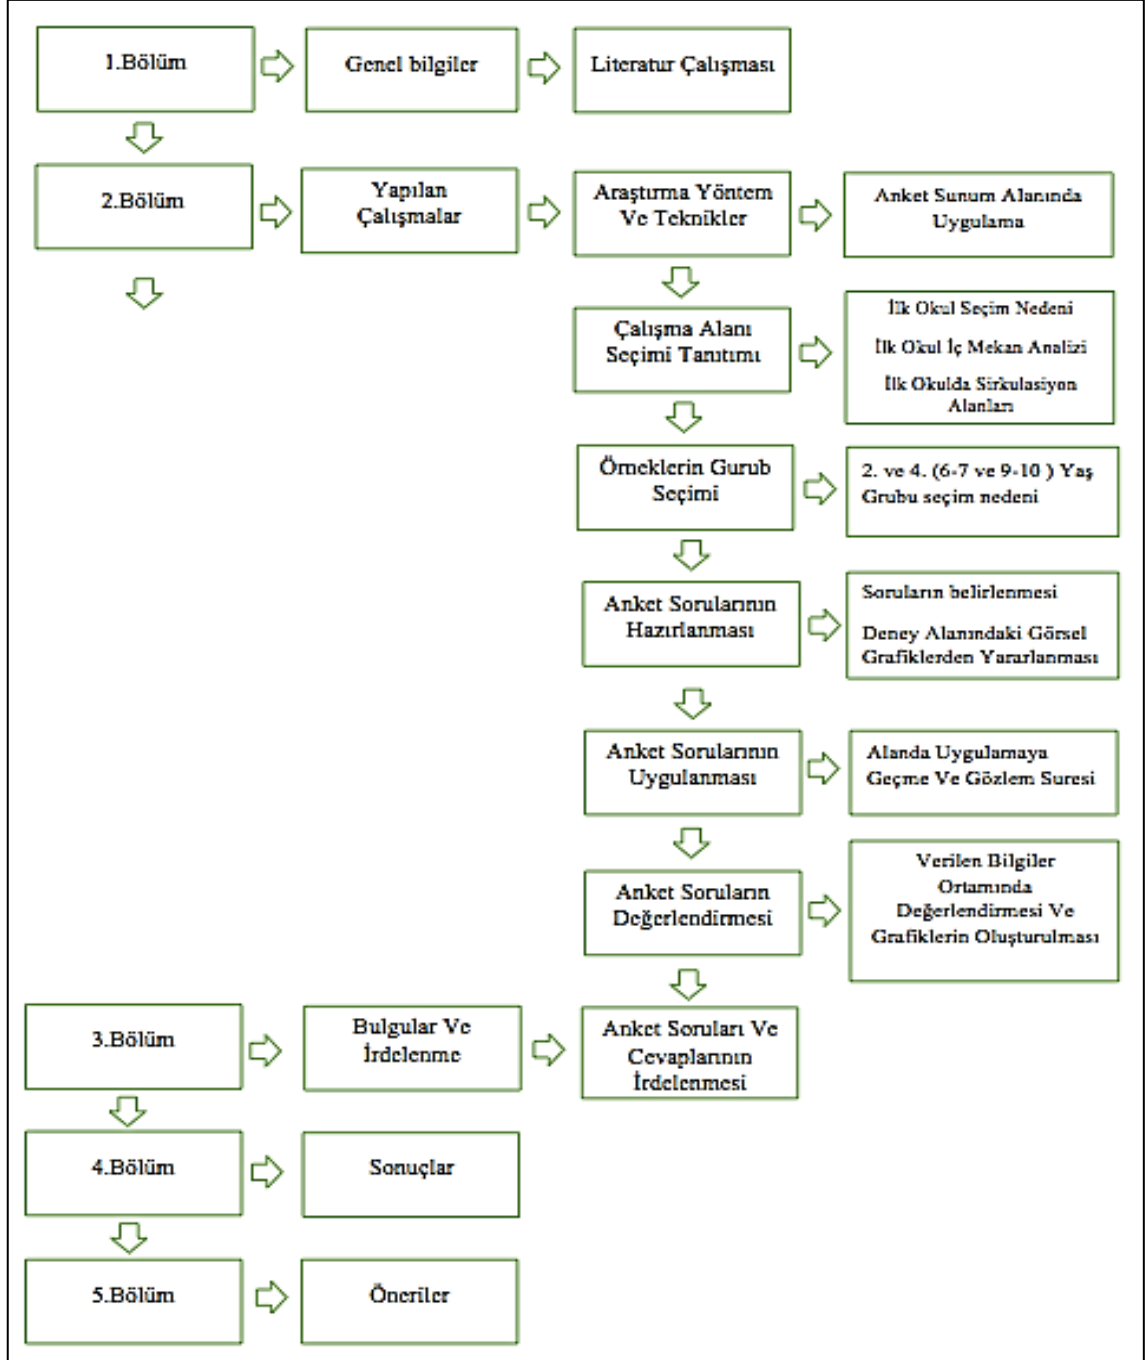 1.Bölüm
Genel bilgiler
Literatur Çalışması
2.Bölüm
Yapılan
Çalışmalar
Araştırma Yöntem
Ve Teknikler
Anket Sunum Alanında
Uygulama
Çalışma Alanı
Seçimi Tanıtımı
İlk Okul Seçim Nedeni
İlk Okul İç Mekan Analizi
İlk Okulda Sirkulasiyon
Alanları
Örneklerin Gurub
Seçimi
2. ve 4. (6-7 ve 9-10 ) Yaş
Grubu seçim nedeni
Anket Sorularının
Hazırlanması
Soruların belirlenmesi
Deney Alanındaki Görsel
Grafiklerden Yararlanması
Anket Sorularının
Uygulanması
Alanda Uygulamaya
Geçme Ve Gözlem Suresi
Anket Soruların
Değerlendirmesi
Verilen Bilgiler
Ortamında
Değerlendirmesi Ve
Grafiklerin Oluşturulması
3.Bölüm
Bulgular Ve
İrdelenme
Anket Soruları Ve
Cevaplarının
İrdelenmesi
4.Bölüm
Sonuçlar
5.Bölüm
Öneriler